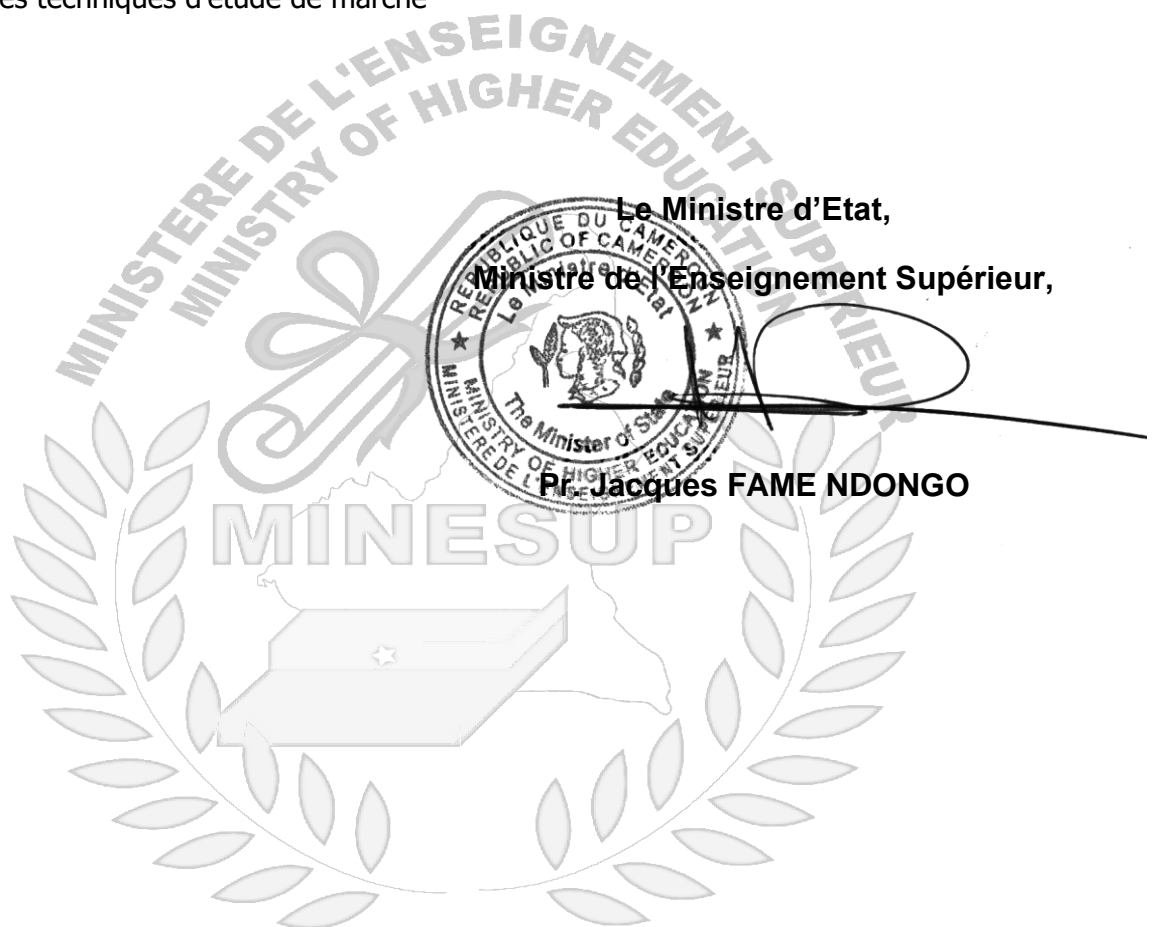 es techniques d'étude de marché
MINISTERE DE L'ENSEIGNEMENT SUPERIEUR
MINISTRY OF HIGHER EDUCATION
Le Ministre d'Etat,
Ministre de l'Enseignement Supérieur,
REPUBLIQUE DU CAMEROUN
REPUBLIC OF CAMEROON
Le Ministre d'Etat
The Minister of State
MINISTRY OF HIGHER EDUCATION
MINISTERE DE L'ENSEIGNEMENT SUPERIEUR
Pr. Jacques FAME NDONGO
MINESUP